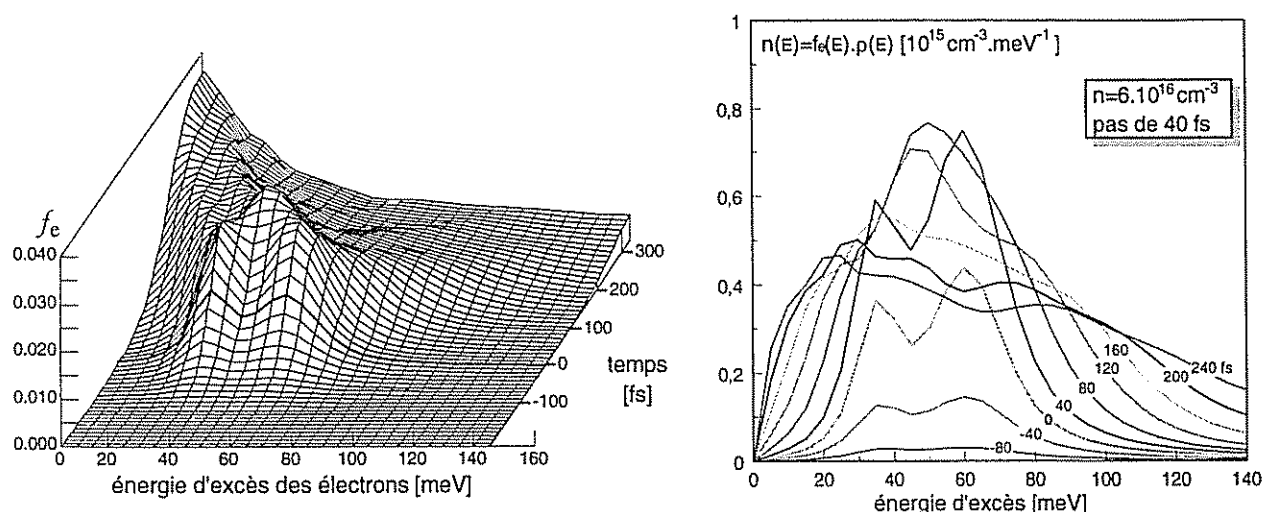 fe
0.040
0.030
0.020
0.010
0.000
0 20 40 60 80 100 120 140 160
énergie d'excès des électrons [meV]
300
200
100
0
-100
temps
[fs]
n(E)=fe(E).ρ(E) [10^15 cm^-3.meV^-1]
n=6.10^16 cm^-3
pas de 40 fs
1
0,8
0,6
0,4
0,2
0
240 fs
200
160
120
80
40
0
-40
-80
0 20 40 60 80 100 120 140
énergie d'excès [meV]